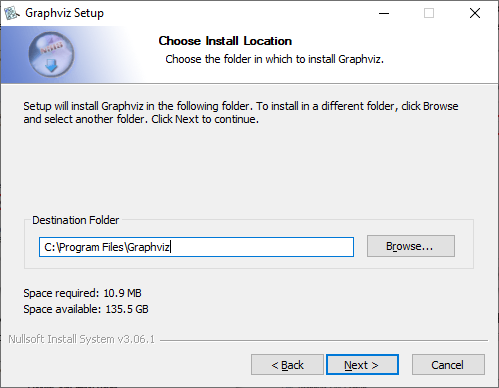 Graphviz Setup
Choose Install Location
Choose the folder in which to install Graphviz.
Setup will install Graphviz in the following folder. To install in a different folder, click Browse
and select another folder. Click Next to continue.
Destination Folder
C:\Program Files\Graphviz
Browse...
Space required: 10.9 MB
Space available: 135.5 GB
Nullsoft Install System v3.06.1
< Back
Next >
Cancel